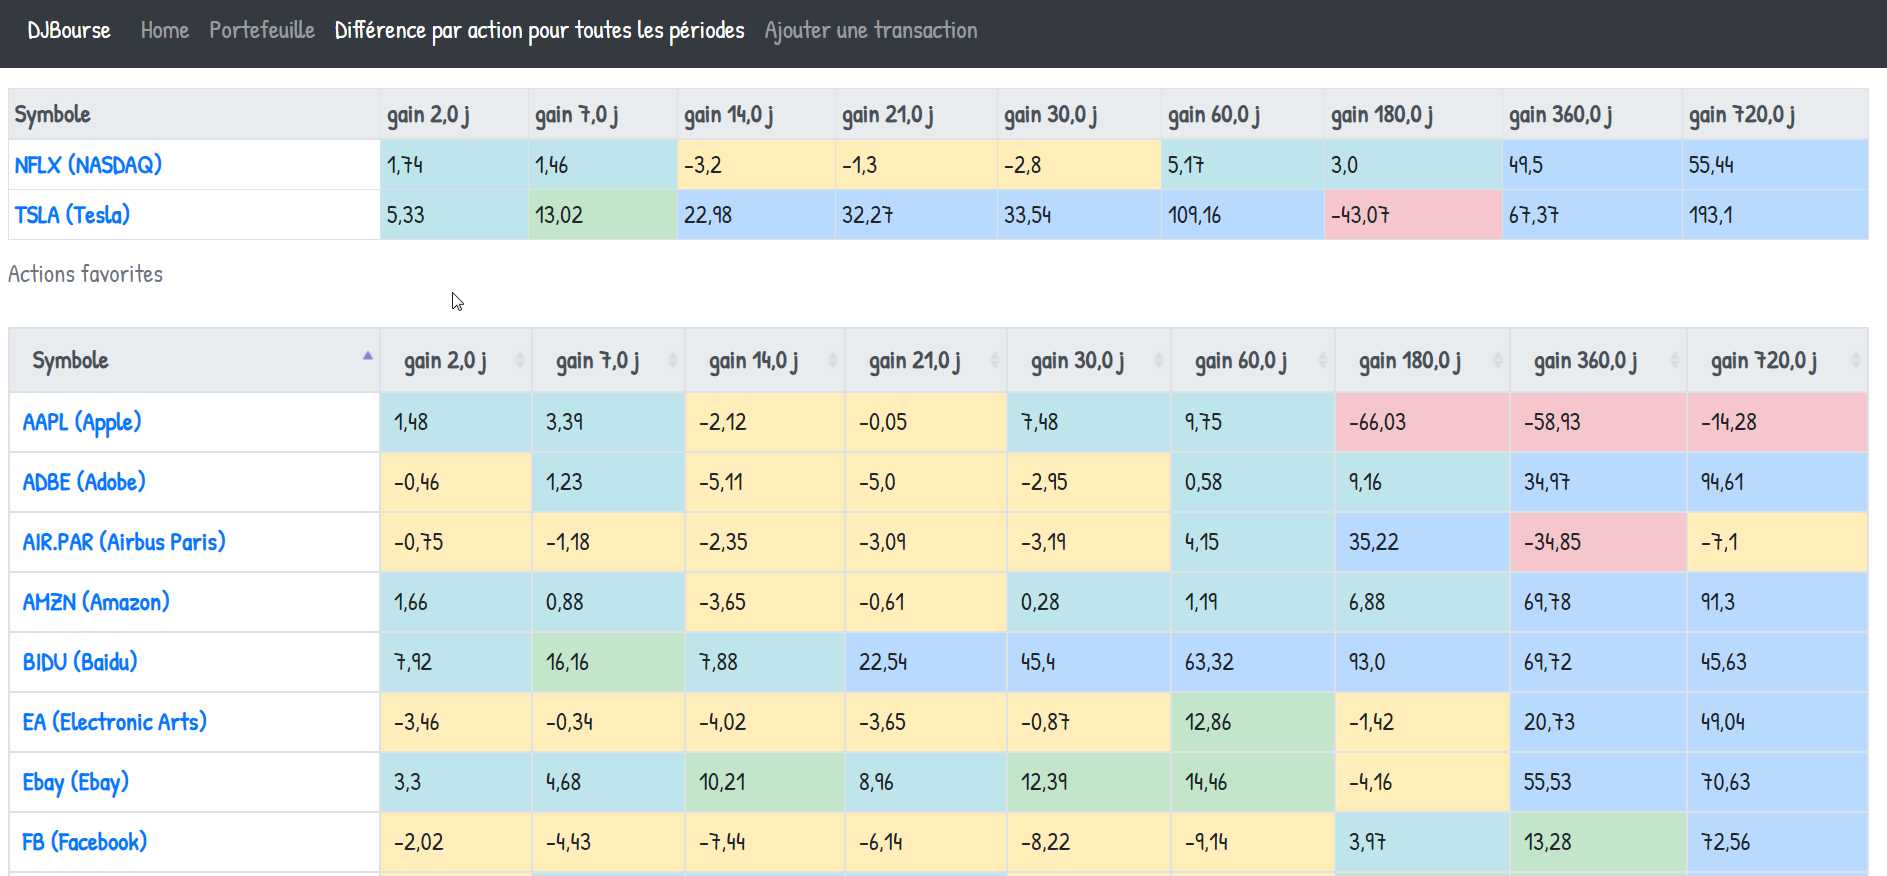 DJBourse Home Portefeuille Différence par action pour toutes les périodes Ajouter une transaction
Symbole gain 2,0 j gain 7,0 j gain 14,0 j gain 21,0 j gain 30,0 j gain 60,0 j gain 180,0 j gain 360,0 j gain 720,0 j
NFLX (NASDAQ) 1,74 1,46 -3,2 -1,3 -2,8 5,17 3,0 49,5 55,44
TSLA (Tesla) 5,33 13,02 22,98 32,27 33,54 109,16 -43,07 67,37 193,1
Actions favorites
Symbole gain 2,0 j gain 7,0 j gain 14,0 j gain 21,0 j gain 30,0 j gain 60,0 j gain 180,0 j gain 360,0 j gain 720,0 j
AAPL (Apple) 1,48 3,39 -2,12 -0,05 7,48 9,75 -66,03 -58,93 -14,28
ADBE (Adobe) -0,46 1,23 -5,11 -5,0 -2,95 0,58 9,16 34,97 94,61
AIR.PAR (Airbus Paris) -0,75 -1,18 -2,35 -3,09 -3,19 4,15 35,22 -34,85 -7,1
AMZN (Amazon) 1,66 0,88 -3,65 -0,61 0,28 1,19 6,88 69,78 91,3
BIDU (Baidu) 7,92 16,16 7,88 22,54 45,4 63,32 93,0 69,72 45,63
EA (Electronic Arts) -3,46 -0,34 -4,02 -3,65 -0,87 12,86 -1,42 20,73 49,04
Ebay (Ebay) 3,3 4,68 10,21 8,96 12,39 14,46 -4,16 55,53 70,63
FB (Facebook) -2,02 -4,43 -7,44 -6,14 -8,22 -9,14 3,97 13,28 72,56